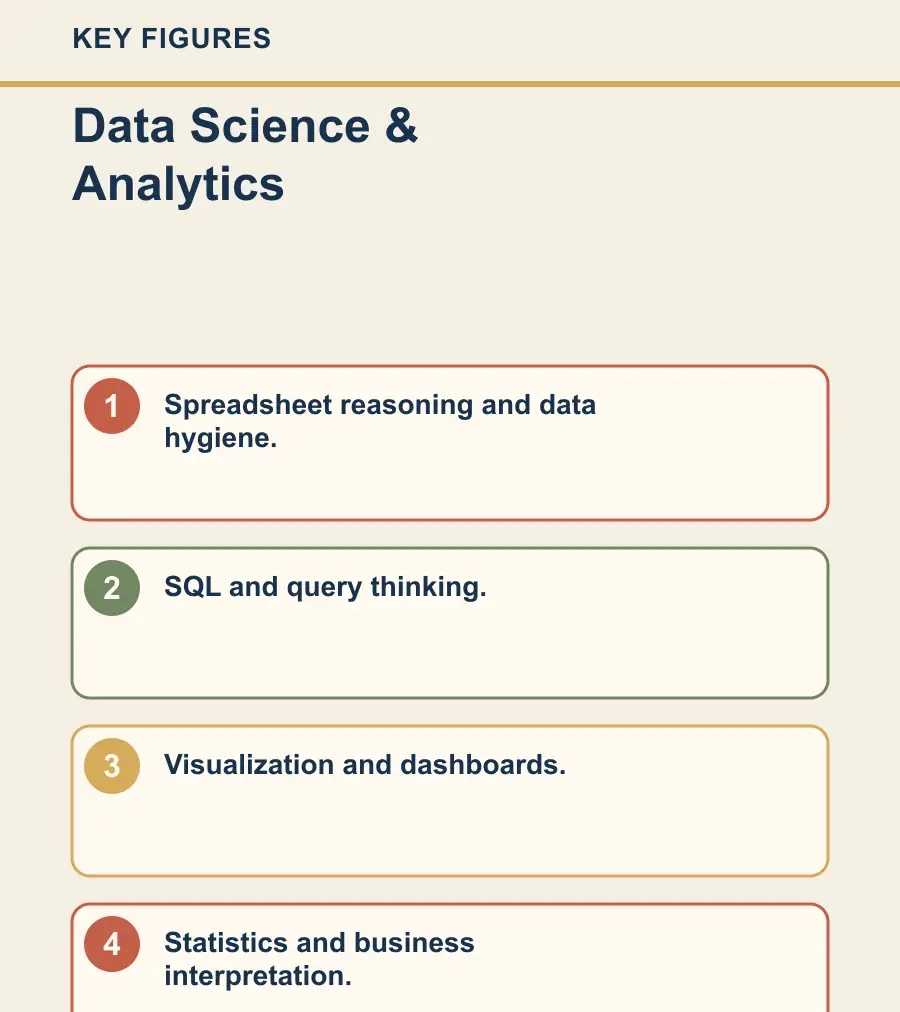 KEY FIGURES
Data Science &
Analytics
1
Spreadsheet reasoning and data
hygiene.
2
SQL and query thinking.
3
Visualization and dashboards.
4
Statistics and business
interpretation.